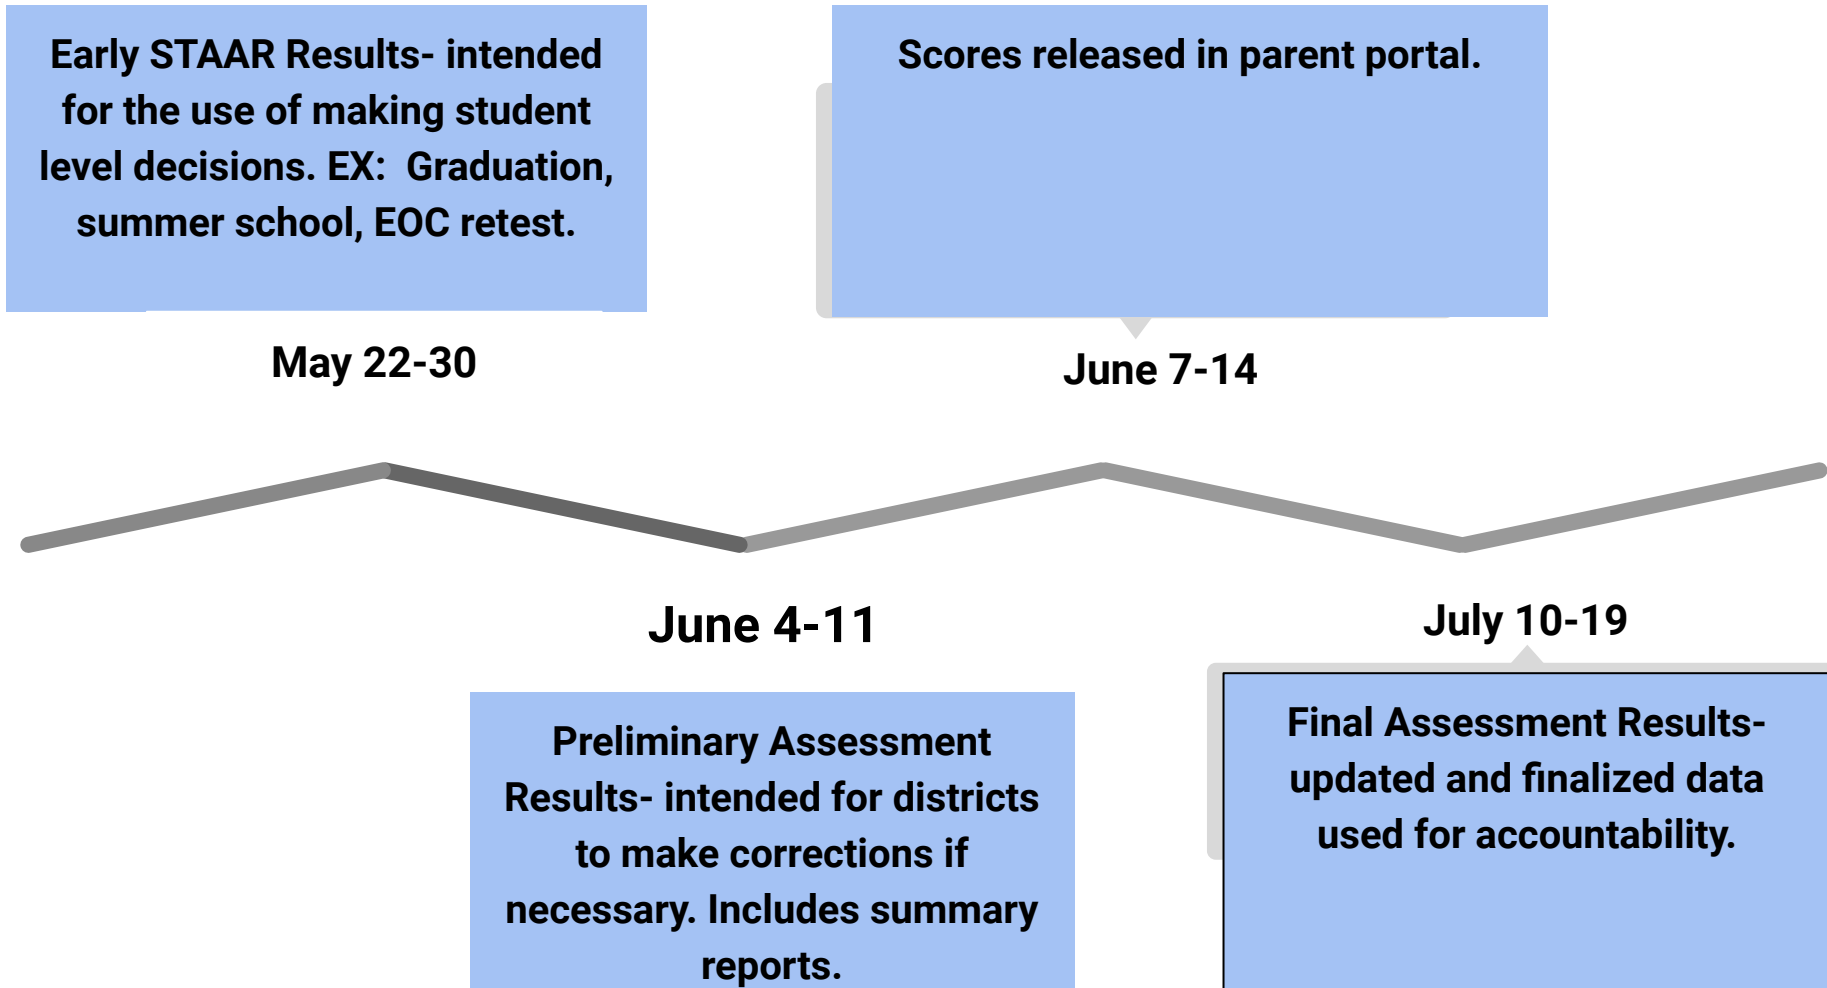 Early STAAR Results- intended
for the use of making student
level decisions. EX:  Graduation,
summer school, EOC retest.
May 22-30
Scores released in parent portal.
June 7-14
June 4-11
Preliminary Assessment
Results- intended for districts
to make corrections if
necessary. Includes summary
reports.
July 10-19
Final Assessment Results-
updated and finalized data
used for accountability.